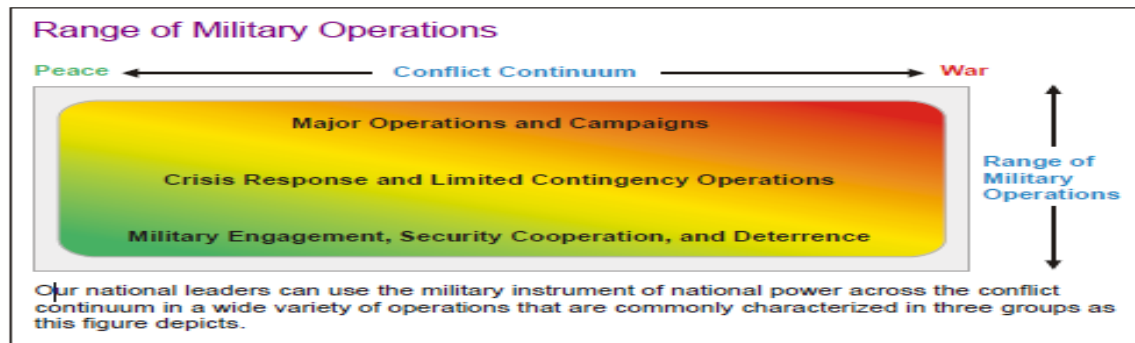 Range of Military Operations
Peace Conflict Continuum War
Major Operations and Campaigns
Crisis Response and Limited Contingency Operations
Range of
Military
Operations
Military Engagement, Security Cooperation, and Deterrence
Our national leaders can use the military instrument of national power across the conflict
continuum in a wide variety of operations that are commonly characterized in three groups as
this figure depicts.